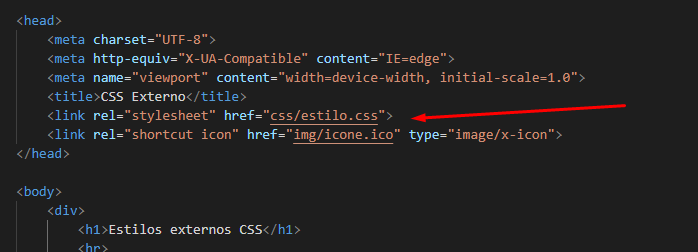 <head>
<meta charset="UTF-8">
<meta http-equiv="X-UA-Compatible" content="IE=edge">
<meta name="viewport" content="width=device-width, initial-scale=1.0">
<title>CSS Externo</title>
<link rel="stylesheet" href="css/estilo.css">
<link rel="shortcut icon" href="img/icone.ico" type="image/x-icon">
</head>
<body>
<div>
<h1>Estilos externos CSS</h1>
<hr>